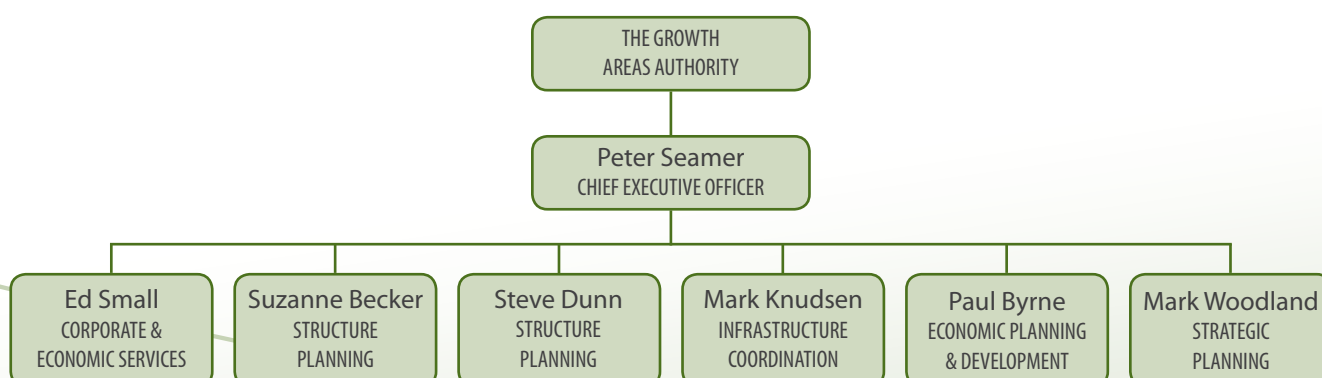 THE GROWTH
AREAS AUTHORITY
Peter Seamer
CHIEF EXECUTIVE OFFICER
Ed Small
CORPORATE &
ECONOMIC SERVICES
Suzanne Becker
STRUCTURE
PLANNING
Steve Dunn
STRUCTURE
PLANNING
Mark Knudsen
INFRASTRUCTURE
COORDINATION
Paul Byrne
ECONOMIC PLANNING
& DEVELOPMENT
Mark Woodland
STRATEGIC
PLANNING